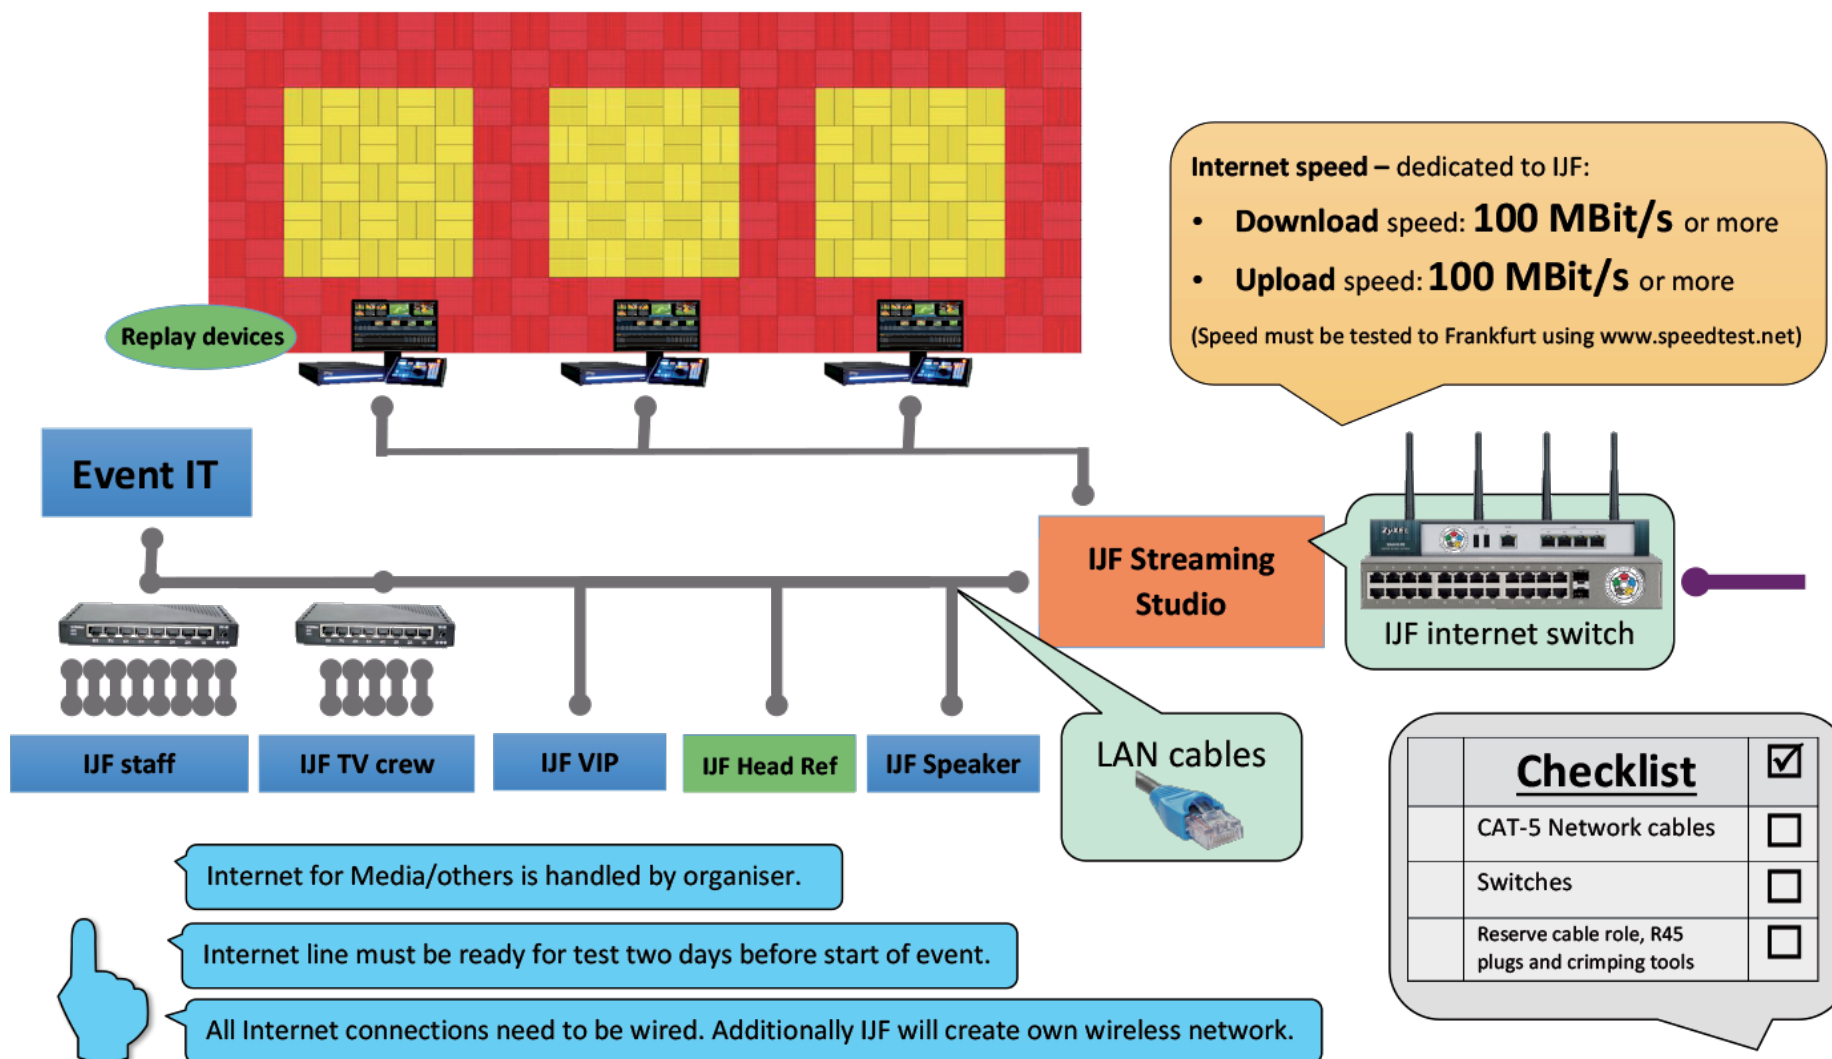 Internet speed – dedicated to IJF:
• Download speed: 100 MBit/s or more
• Upload speed: 100 MBit/s or more
(Speed must be tested to Frankfurt using www.speedtest.net)
Replay devices
Event IT
IJF Streaming
Studio
ZyXEL
IJF internet switch
IJF staff
IJF TV crew
IJF VIP
IJF Head Ref
IJF Speaker
LAN cables
Checklist
CAT-5 Network cables
Switches
Reserve cable role, R45
plugs and crimping tools
Internet for Media/others is handled by organiser.
Internet line must be ready for test two days before start of event.
All Internet connections need to be wired. Additionally IJF will create own wireless network.